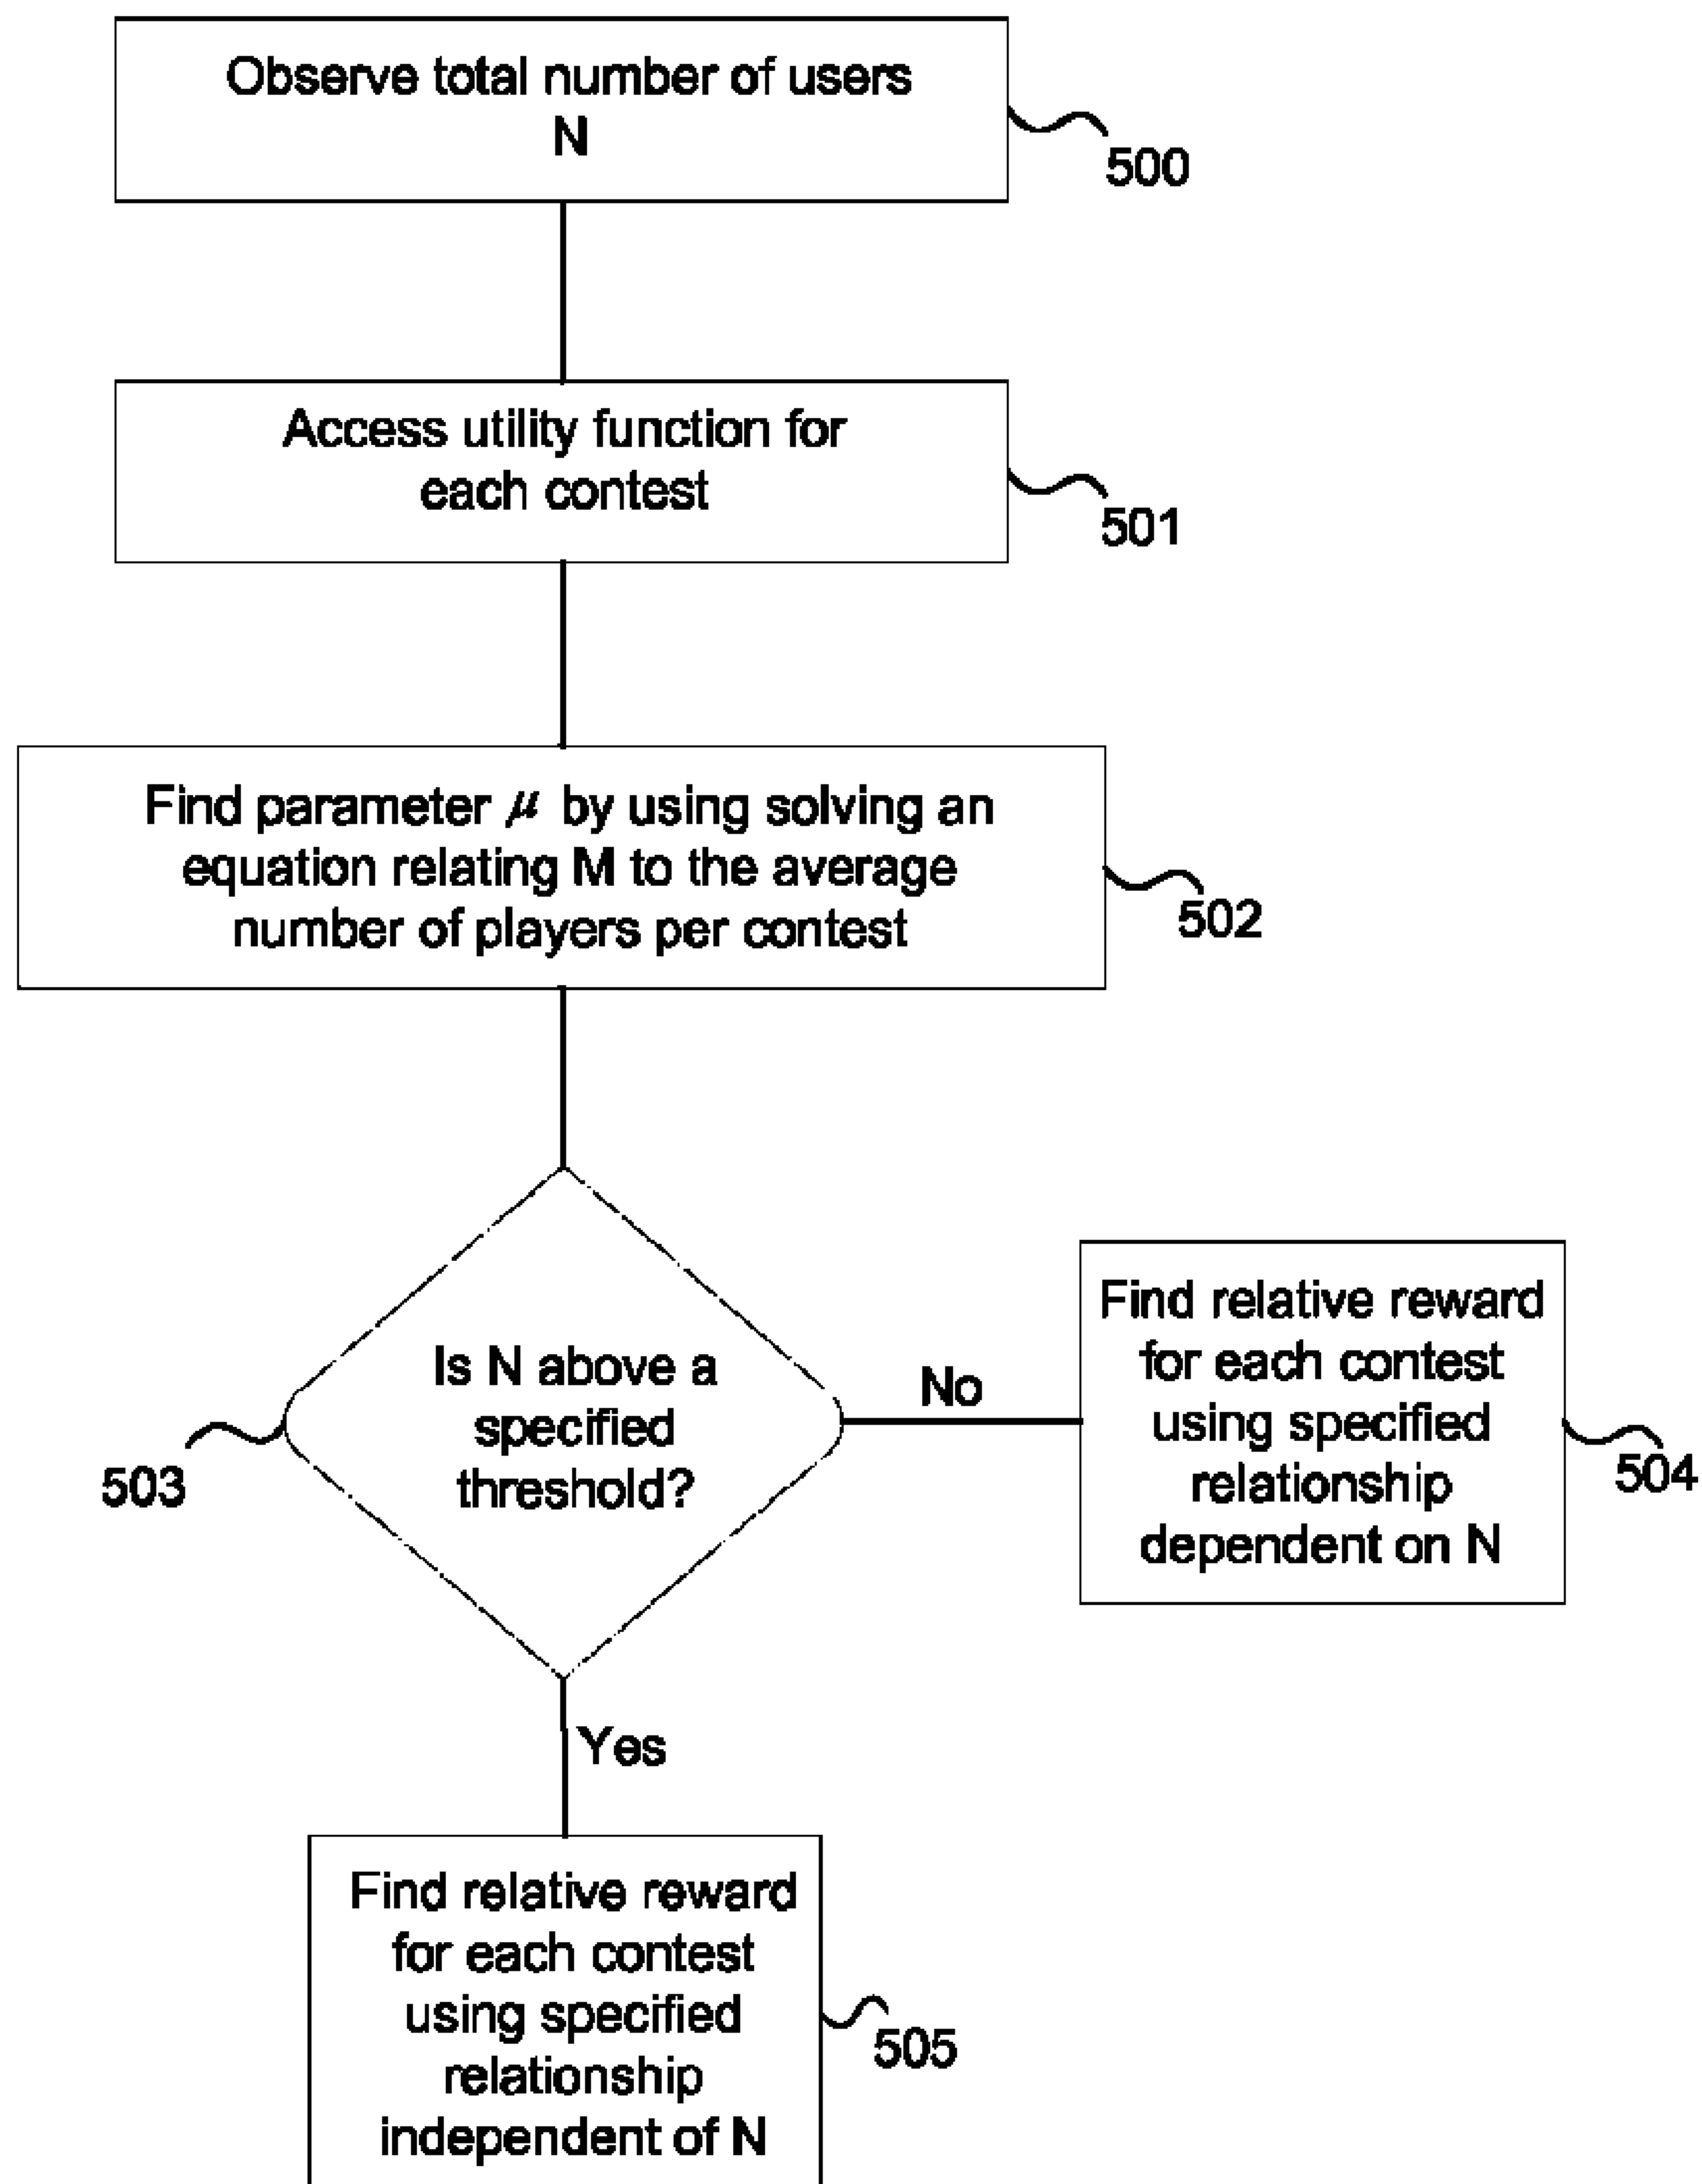 Observe total number of users
N
500
Access utility function for
each contest
501
Find parameter μ by using solving an
equation relating M to the average
number of players per contest
502
Is N above a
specified
threshold?
503
No
Find relative reward
for each contest
using specified
relationship
dependent on N
504
Yes
Find relative reward
for each contest
using specified
relationship
independent of N
505